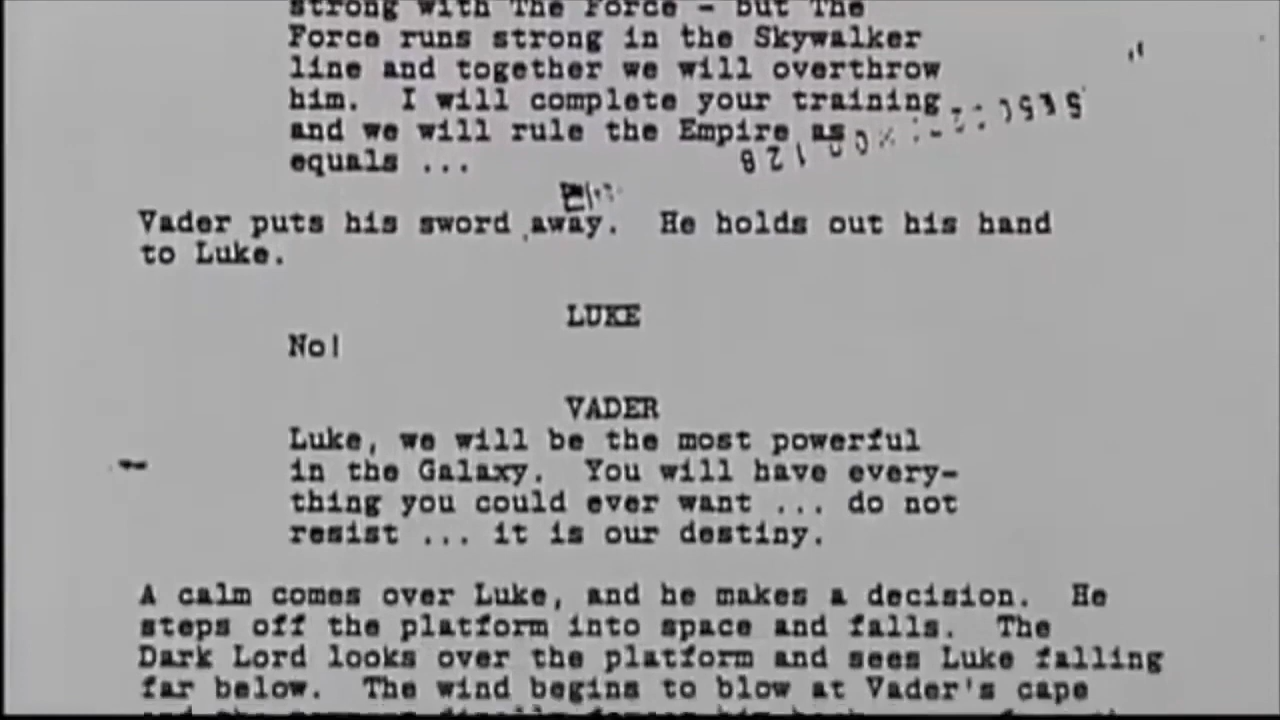 strong with The Force - but The
Force runs strong in the Skywalker
line and together we will overthrow
him. I will complete your training
and we will rule the Empire as
equals ...
Vader puts his sword away. He holds out his hand
to Luke.
LUKE
No!
VADER
Luke, we will be the most powerful
in the Galaxy. You will have every-
thing you could ever want ... do not
resist ... it is our destiny.
A calm comes over Luke, and he makes a decision. He
steps off the platform into space and falls. The
Dark Lord looks over the platform and sees Luke falling
far below. The wind begins to blow at Vader's cape